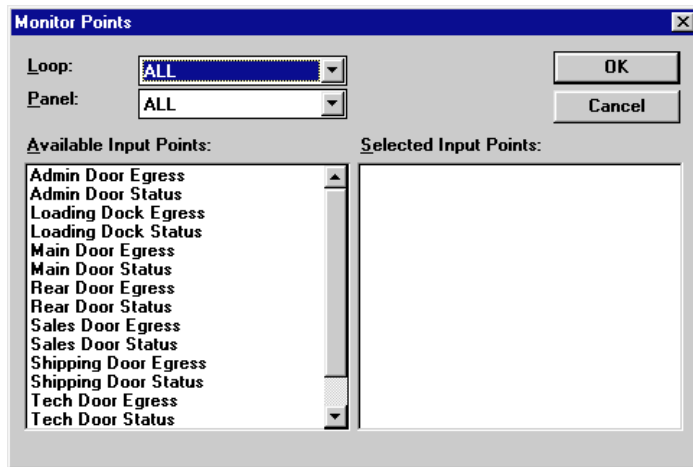 Monitor Points
Loop: ALL OK
Panel: ALL Cancel
Available Input Points: Selected Input Points:
Admin Door Egress
Admin Door Status
Loading Dock Egress
Loading Dock Status
Main Door Egress
Main Door Status
Rear Door Egress
Rear Door Status
Sales Door Egress
Sales Door Status
Shipping Door Egress
Shipping Door Status
Tech Door Egress
Tech Door Status